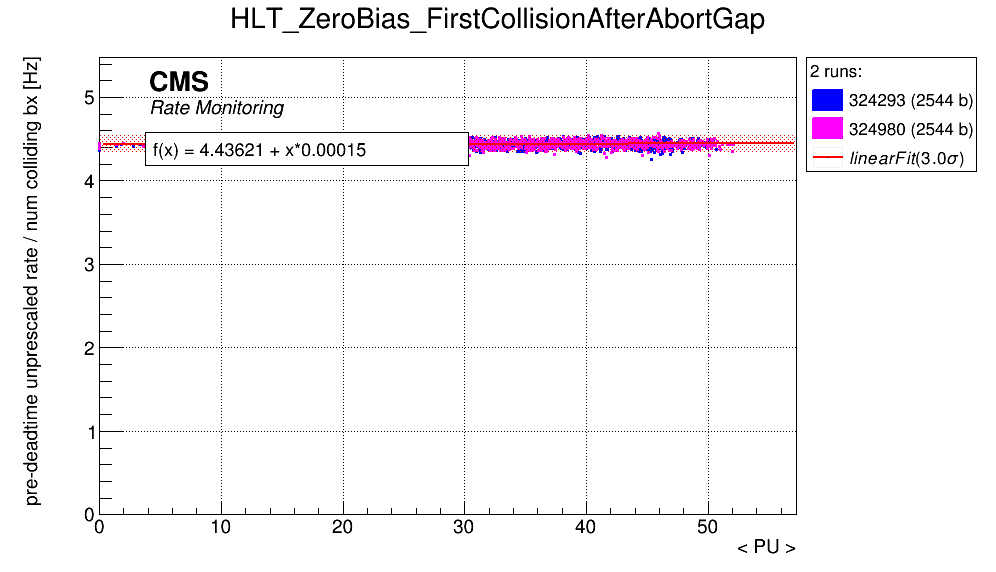 HLT_ZeroBias_FirstCollisionAfterAbortGap
pre-deadtime unprescaled rate / num colliding bx [Hz]
CMS
Rate Monitoring
f(x) = 4.43621 + x*0.00015
5
4
3
2
1
0
0 10 20 30 40 50
< PU >
2 runs:
324293 (2544 b)
324980 (2544 b)
linearFit(3.0σ)